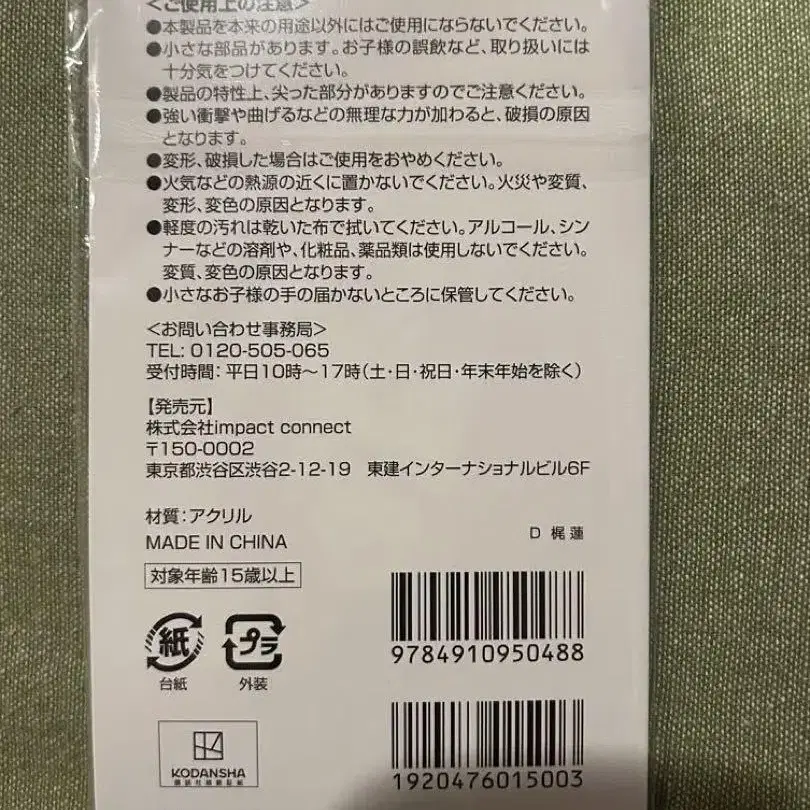 <ご使用上の注意>
●本製品を本来の用途以外にはご使用にならないでください。
●小さな部品があります。お子様の誤飲など、取り扱いには
十分気をつけてください。
●製品の特性上、尖った部分がありますのでご注意ください。
●強い衝撃や曲げるなどの無理な力が加わると、破損の原因
となります。
●変形、破損した場合はご使用をおやめください。
●火気などの熱源の近くに置かないでください。火災や変質、
変形、変色の原因となります。
●軽度の汚れは乾いた布で拭いてください。アルコール、シン
ナーなどの溶剤や、化粧品、薬品類は使用しないでください。
変質、変色の原因となります。
●小さなお子様の手の届かないところに保管してください。
<お問い合わせ事務局>
TEL: 0120-505-065
受付時間：平日10時～17時(土・日・祝日・年末年始を除く)
【発売元】
株式会社impact connect
〒150-0002
東京都渋谷区渋谷2-12-19 東建インターナショナルビル6F
材質：アクリル
MADE IN CHINA
D 梶蓮
対象年齢15歳以上
紙
台紙
プラ
外装
9784910950488
1920476015003
KODANSHA